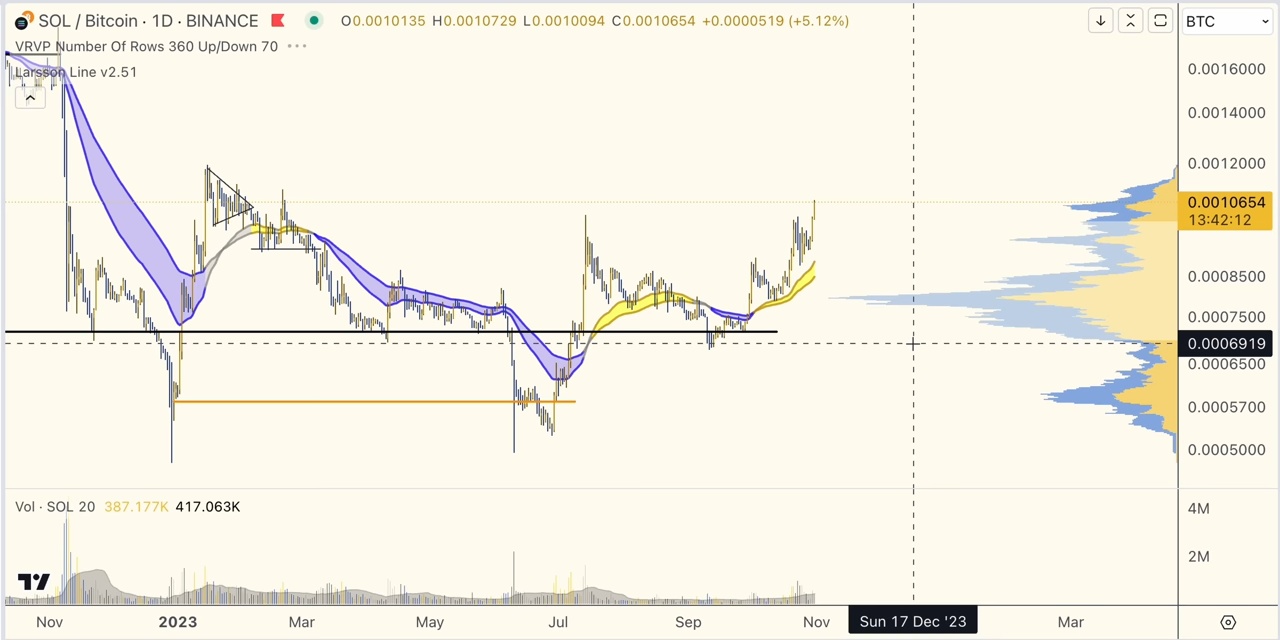 SOL / Bitcoin · 1D · BINANCE O0.0010135 H0.0010729 L0.0010094 C0.0010654 +0.0000519 (+5.12%)
BTC
VRVP Number Of Rows 360 Up/Down 70
Larsson Line v2.51
0.0016000
0.0014000
0.0012000
0.0010654
13:42:12
0.0008500
0.0007500
0.0006919
0.0006500
0.0005700
0.0005000
Vol · SOL 20 387.177K 417.063K
4M
2M
Nov 2023 Mar May Jul Sep Nov Sun 17 Dec '23 Mar